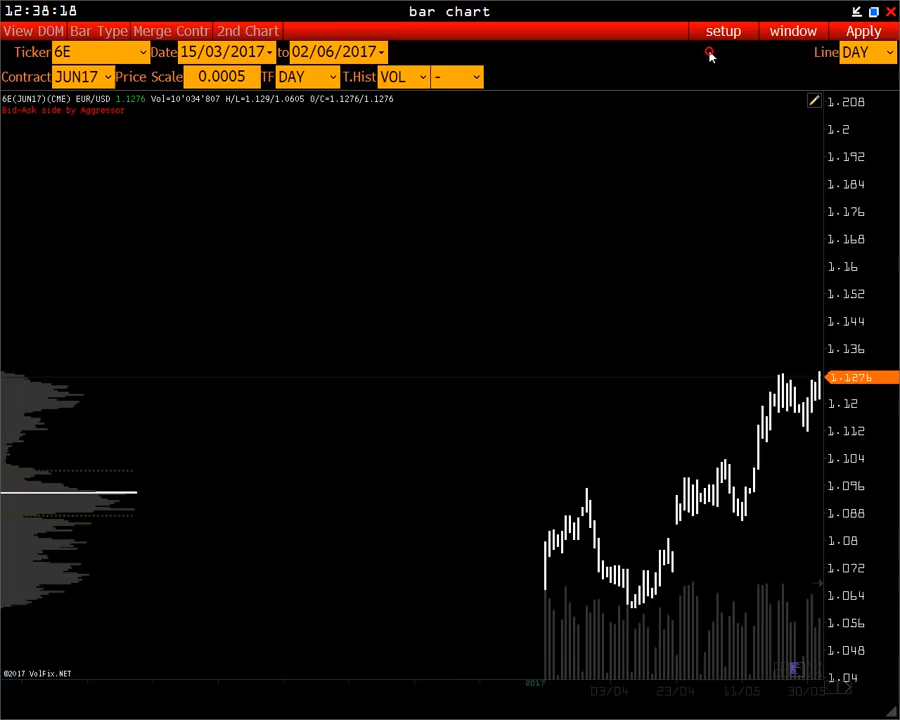 12:38:18 bar chart
View DOM Bar Type Merge Contr 2nd Chart setup window Apply
Ticker 6E Date 15/03/2017 to 02/06/2017 Line DAY
Contract JUN17 Price Scale 0.0005 TF DAY T.Hist VOL -
6E(JUN17)(CME) EUR/USD 1.1276 Vol=10'034'807 H/L=1.129/1.0605 O/C=1.1276/1.1276
Bid-Ask side by Aggressor
1.208
1.2
1.192
1.184
1.176
1.168
1.16
1.152
1.144
1.136
1.1276
1.12
1.112
1.104
1.096
1.088
1.08
1.072
1.064
1.056
1.048
©2017 VolFix.NET
1.04
2017 03/04 23/04 11/05 30/05